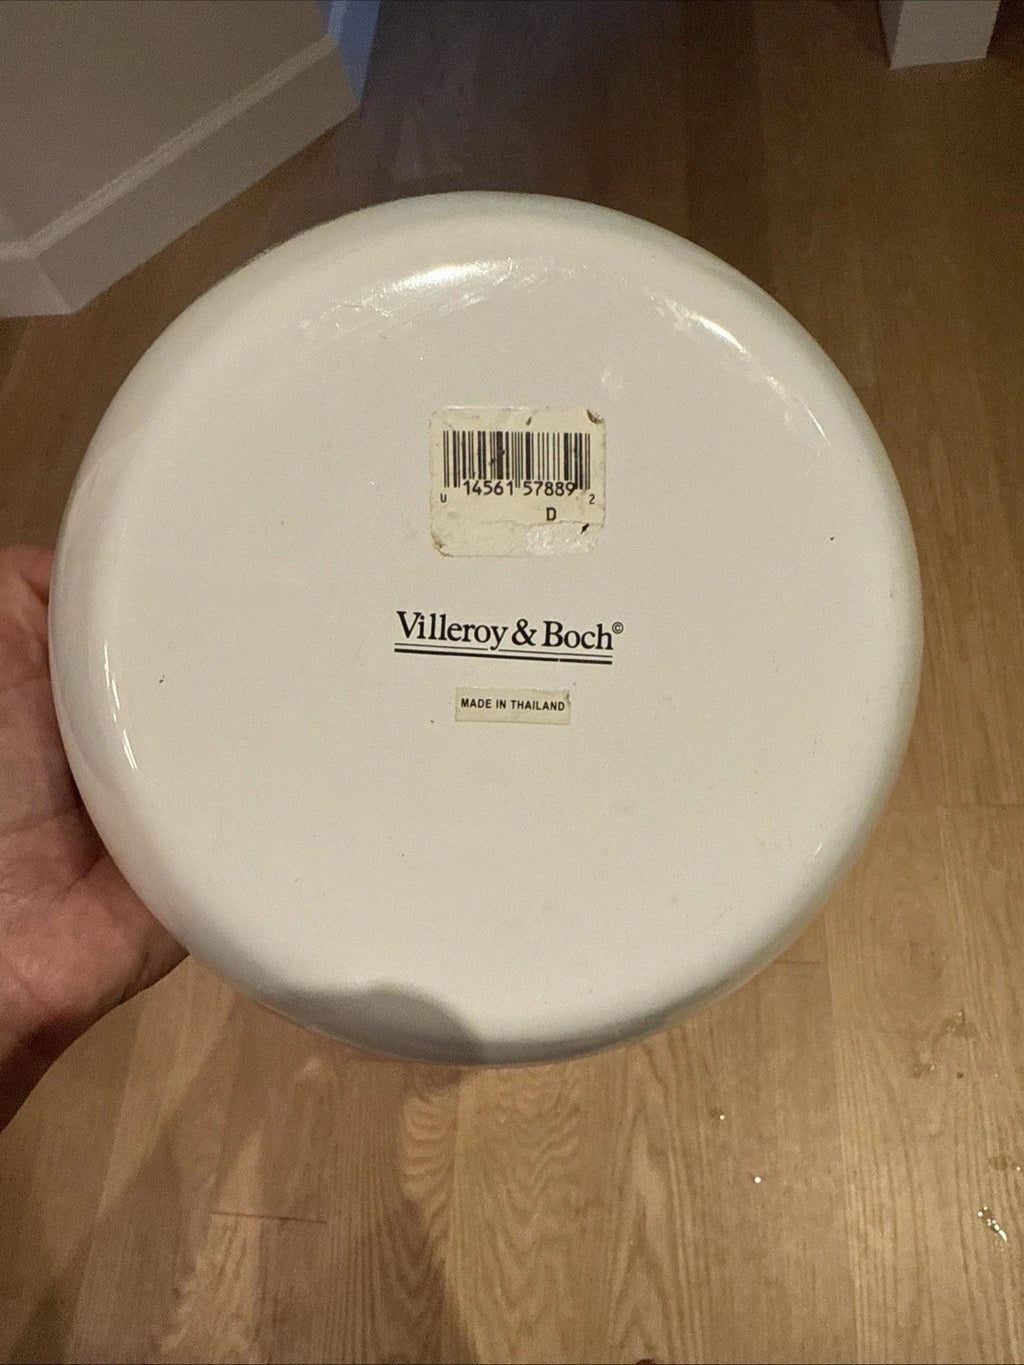 U 14561 57889 2
D
Villeroy & Boch©
MADE IN THAILAND